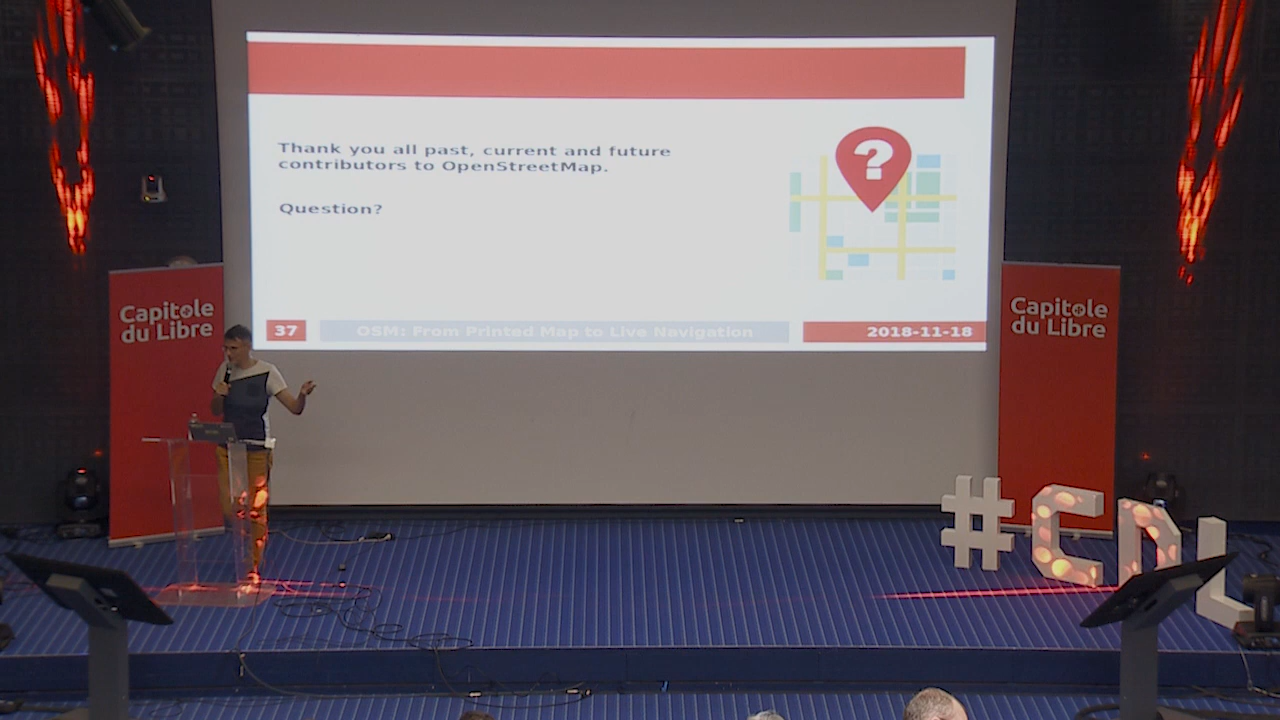 Thank you all past, current and future
contributors to OpenStreetMap.
Question?
?
37
OSM: From Printed Map to Live Navigation
2018-11-18
Capitole
du Libre
Capitole
du Libre
#CDL